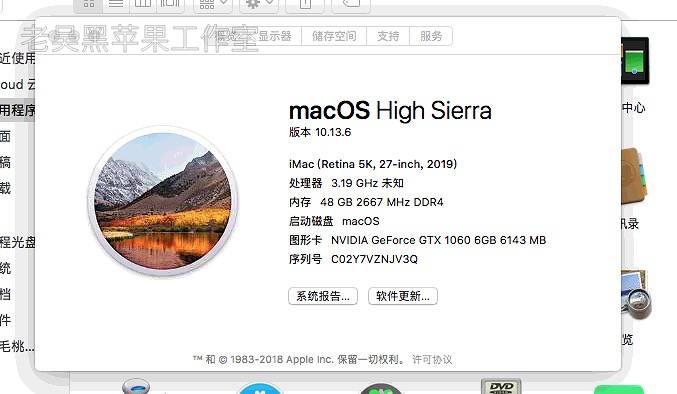 老吴黑苹果工作室
概览 显示器 储存空间 支持 服务
近使用
oud 云
用程序
面
稿
载
程光盘
统
档
件
毛桃...
macOS High Sierra
版本 10.13.6
iMac (Retina 5K, 27-inch, 2019)
处理器 3.19 GHz 未知
内存 48 GB 2667 MHz DDR4
启动磁盘 macOS
图形卡 NVIDIA GeForce GTX 1060 6GB 6143 MB
序列号 C02Y7VZNJV3Q
系统报告... 软件更新...
™ 和 © 1983-2018 Apple Inc. 保留一切权利。 许可协议
中心
讯录
览
DVD